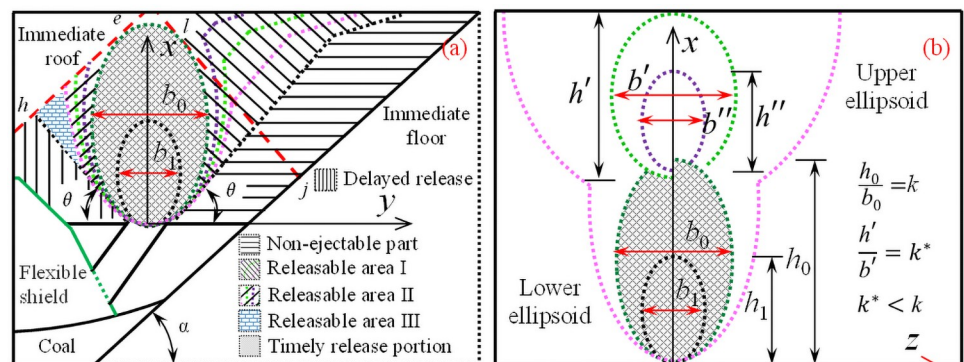 e
l
x
(a)
Immediate
roof
h
b₀
b₁
Immediate
floor
θ
θ
j
Delayed release
y
Non-ejectable part
Releasable area I
Releasable area II
Releasable area III
Timely release portion
Flexible
shield
Coal
α
(b)
x
h′
b′
b″
h″
Upper
ellipsoid
h₀/b₀ = k
h′/b′ = k*
k* < k
b₀
b₁
h₁
h₀
Lower
ellipsoid
z